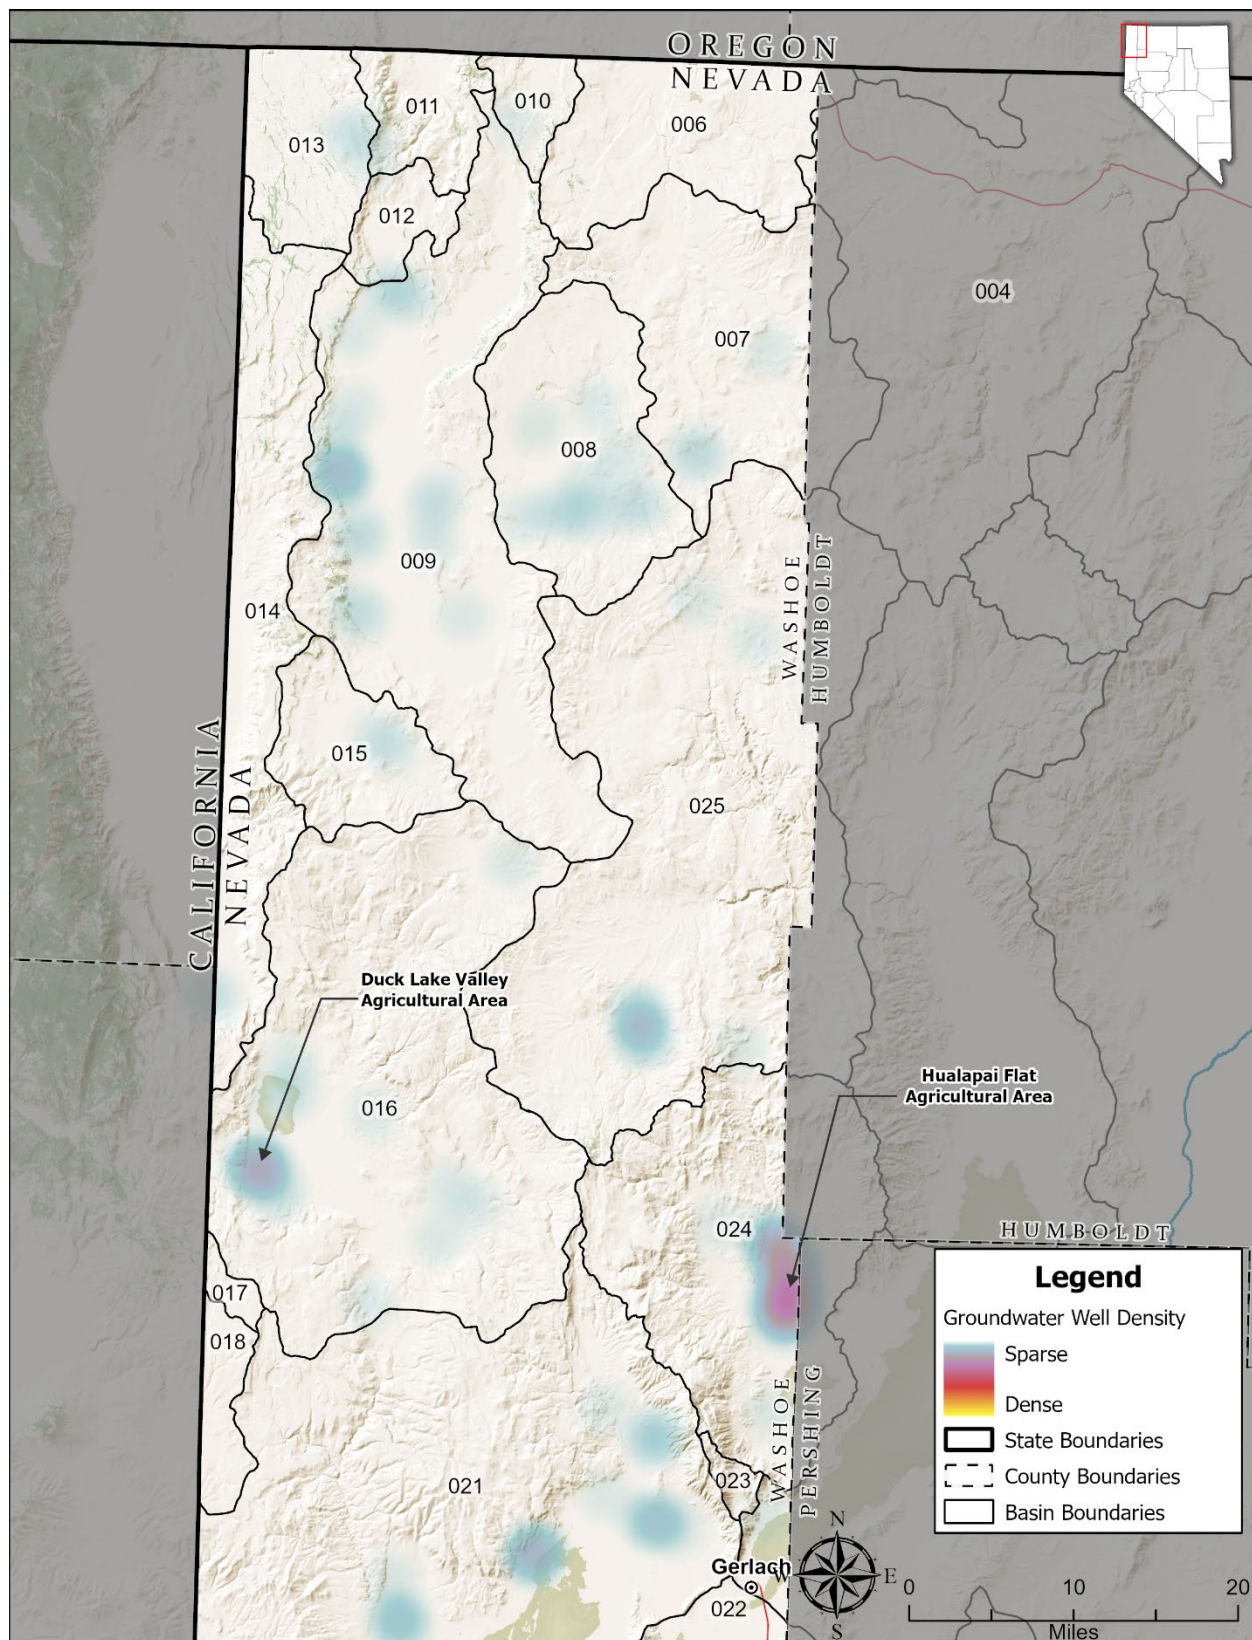 OREGON
NEVADA
011
010
006
013
012
004
007
008
009
WASHOE
HUMBOLDT
014
015
025
CALIFORNIA
NEVADA
Duck Lake Valley
Agricultural Area
Hualapai Flat
Agricultural Area
016
024
HUMBOLDT
017
018
WASHOE
PERSHING
021
023
Gerlach
022
Legend
Groundwater Well Density
Sparse
Dense
State Boundaries
County Boundaries
Basin Boundaries
N
W
E
S
0
10
20
Miles